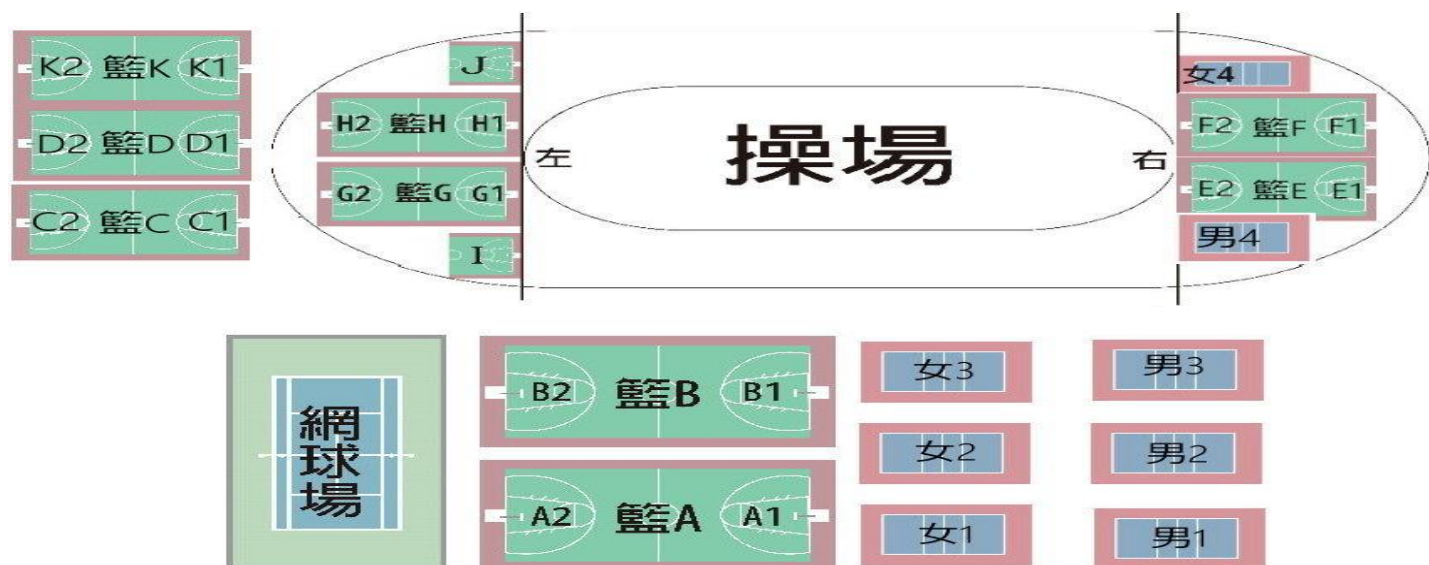 K2 籃K K1
D2 籃D D1
C2 籃C C1
J
H2 籃H H1
G2 籃G G1
I
左
操場
右
女4
F2 籃F F1
E2 籃E E1
男4
網球場
B2 籃B B1
A2 籃A A1
女3
男3
女2
男2
女1
男1